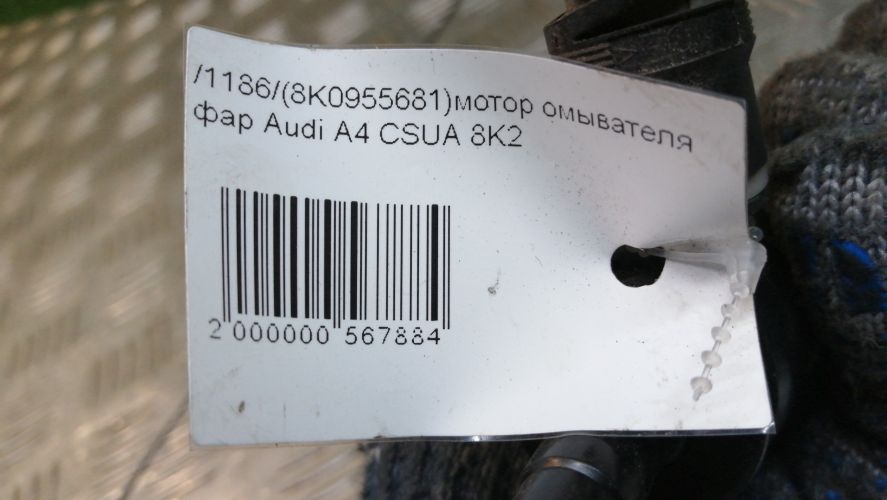 /1186/(8K0955681)мотор омывателя
фар Audi A4 CSUA 8K2
2 000000 567884